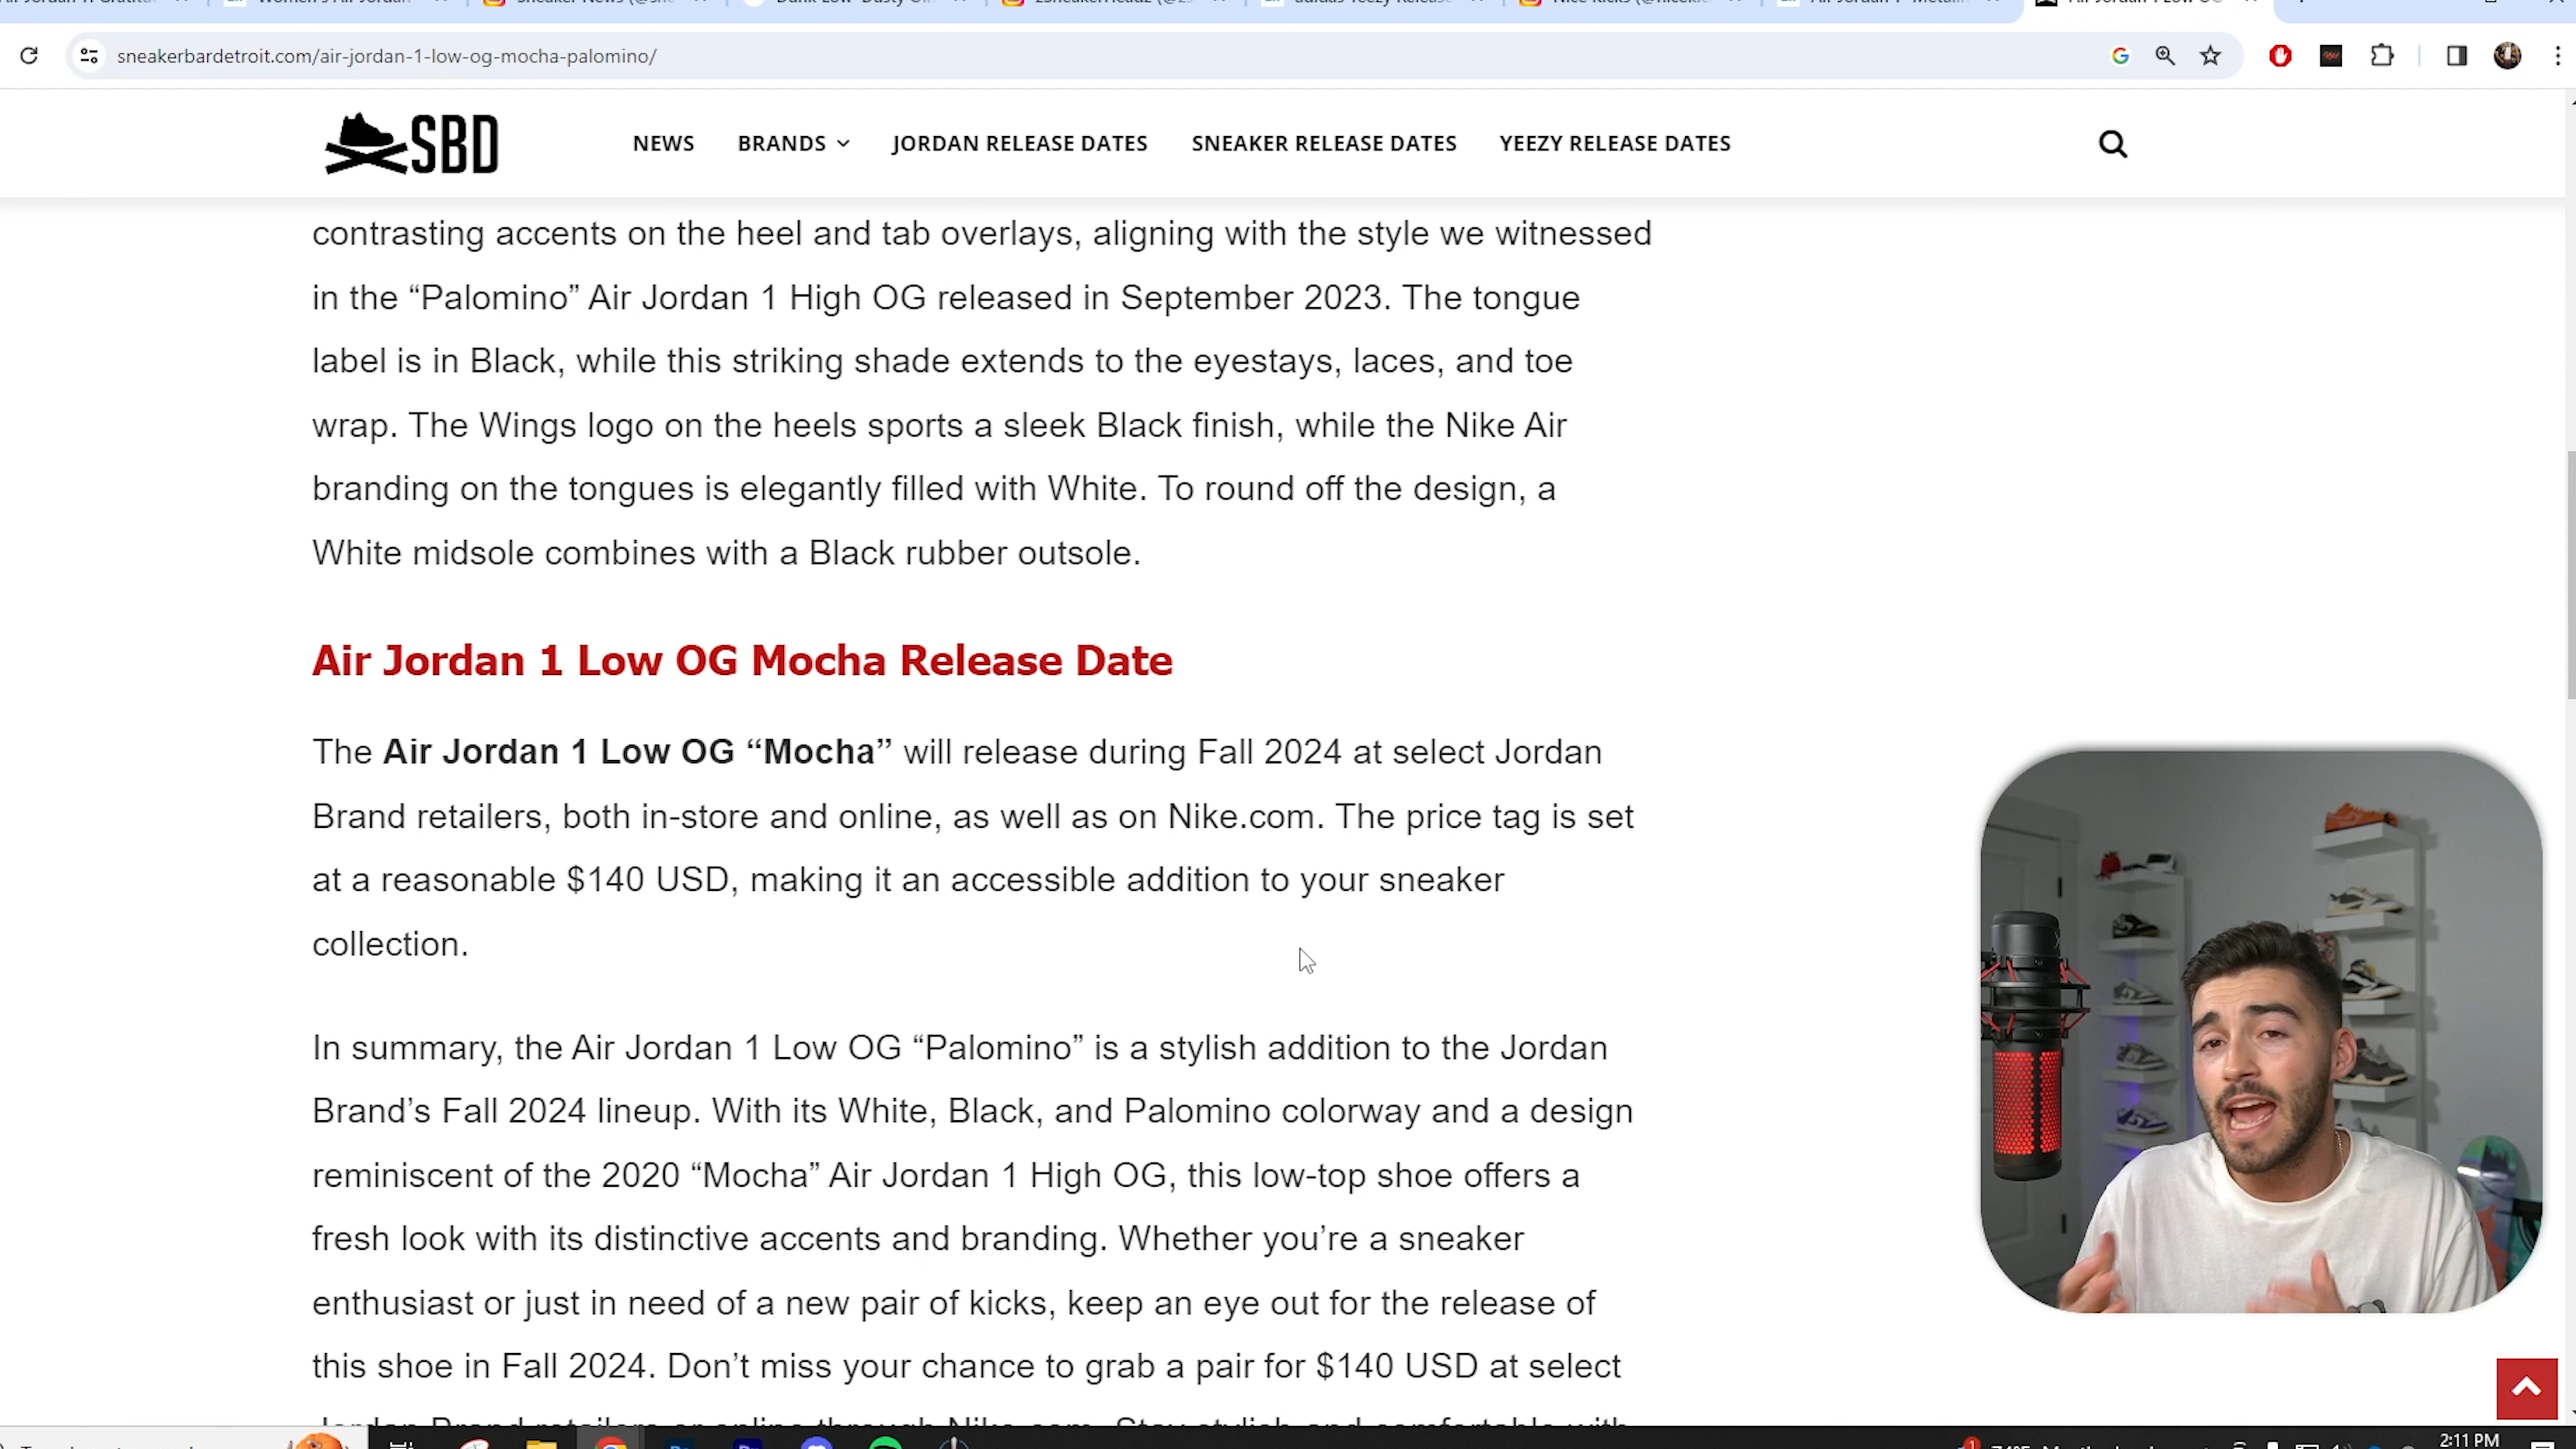 sneakerbardetroit.com/air-jordan-1-low-og-mocha-palomino/
SBD
NEWS BRANDS JORDAN RELEASE DATES SNEAKER RELEASE DATES YEEZY RELEASE DATES
contrasting accents on the heel and tab overlays, aligning with the style we witnessed
in the “Palomino” Air Jordan 1 High OG released in September 2023. The tongue
label is in Black, while this striking shade extends to the eyestays, laces, and toe
wrap. The Wings logo on the heels sports a sleek Black finish, while the Nike Air
branding on the tongues is elegantly filled with White. To round off the design, a
White midsole combines with a Black rubber outsole.
Air Jordan 1 Low OG Mocha Release Date
The Air Jordan 1 Low OG “Mocha” will release during Fall 2024 at select Jordan
Brand retailers, both in-store and online, as well as on Nike.com. The price tag is set
at a reasonable $140 USD, making it an accessible addition to your sneaker
collection.
In summary, the Air Jordan 1 Low OG “Palomino” is a stylish addition to the Jordan
Brand’s Fall 2024 lineup. With its White, Black, and Palomino colorway and a design
reminiscent of the 2020 “Mocha” Air Jordan 1 High OG, this low-top shoe offers a
fresh look with its distinctive accents and branding. Whether you’re a sneaker
enthusiast or just in need of a new pair of kicks, keep an eye out for the release of
this shoe in Fall 2024. Don’t miss your chance to grab a pair for $140 USD at select
2:11 PM